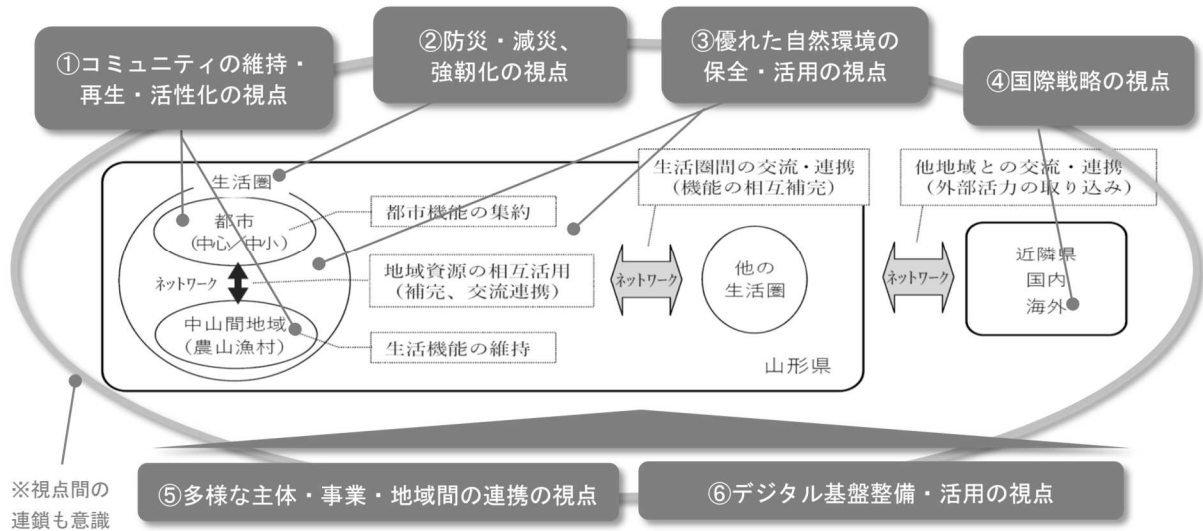 ①コミュニティの維持・
再生・活性化の視点
②防災・減災、
強靭化の視点
③優れた自然環境の
保全・活用の視点
④国際戦略の視点
生活圏
都市
(中心/中小)
ネットワーク
中山間地域
(農山漁村)
都市機能の集約
地域資源の相互活用
(補完、交流連携)
生活機能の維持
生活圏間の交流・連携
(機能の相互補完)
ネットワーク
他の
生活圏
山形県
他地域との交流・連携
(外部活力の取り込み)
ネットワーク
近隣県
国内
海外
※視点間の
連鎖も意識
⑤多様な主体・事業・地域間の連携の視点
⑥デジタル基盤整備・活用の視点